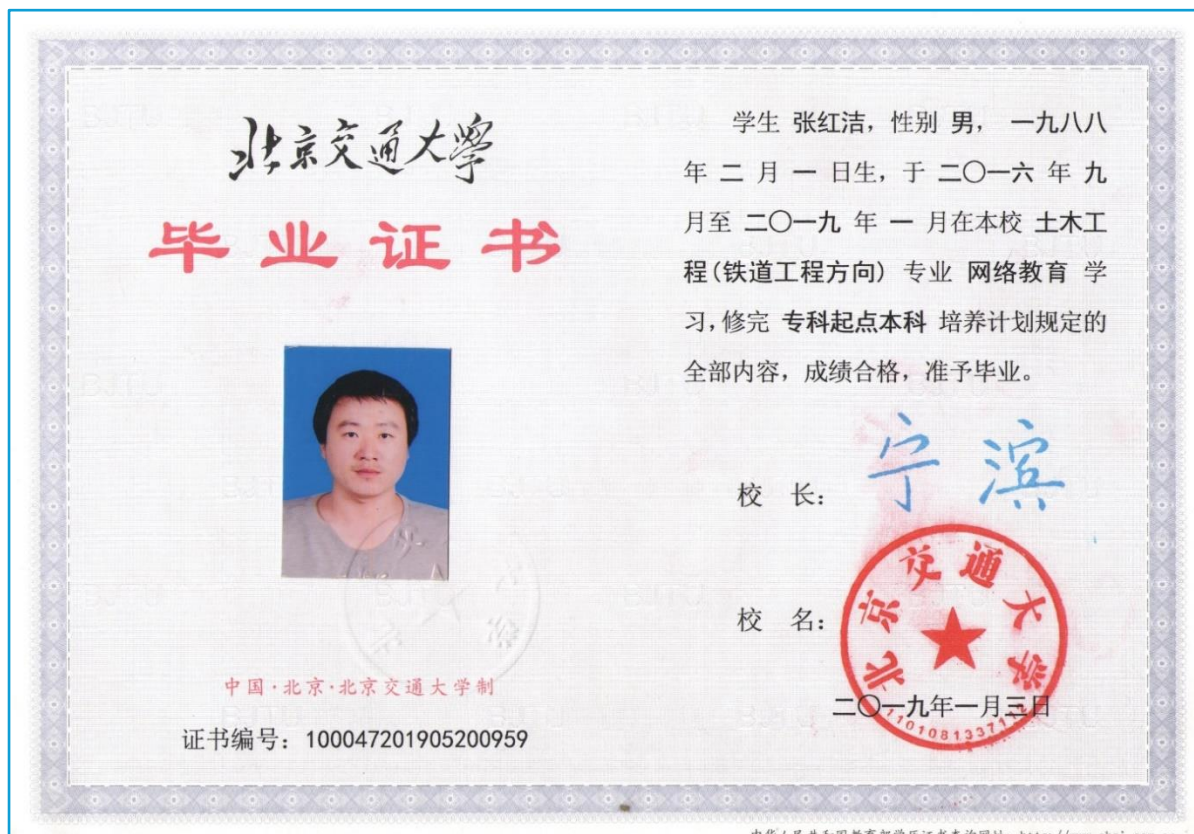 北京交通大學
毕业证书
中国·北京·北京交通大学制
证书编号：100047201905200959
学生 张红洁，性别 男， 一九八八
年 二 月 一 日生，于 二〇一六 年 九
月至 二〇一九 年 一 月在本校 土木工
程(铁道工程方向) 专业 网络教育 学
习，修完 专科起点本科 培养计划规定的
全部内容，成绩合格，准予毕业。
校 长：
宁 滨
校 名：
北京交通大学
二〇一九年一月三日
1101081337112